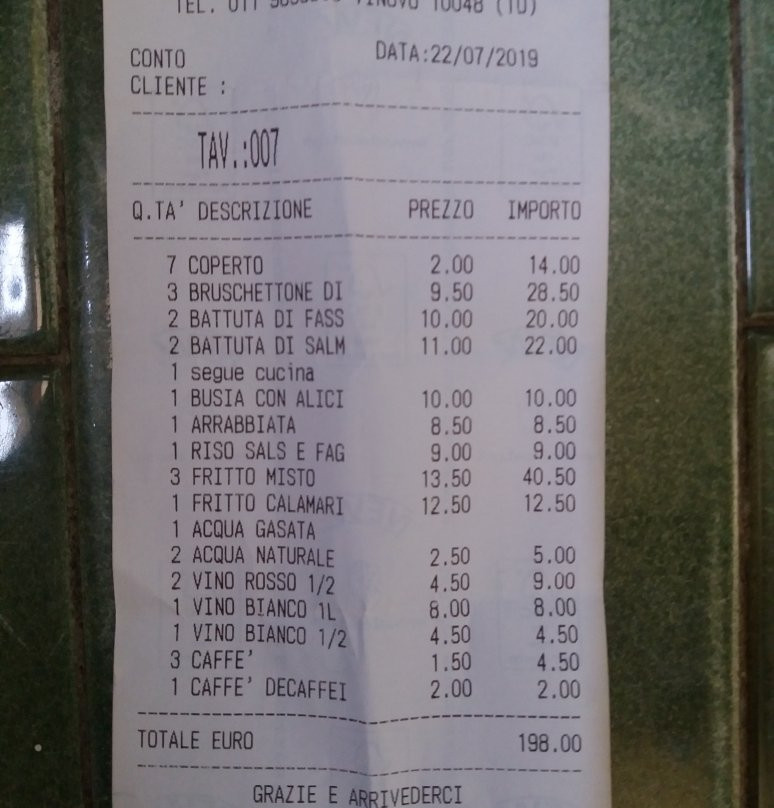 TEL. 011 VINOVO 10048 (TO)
CONTO DATA:22/07/2019
CLIENTE :
TAV.:007
Q.TA' DESCRIZIONE PREZZO IMPORTO
7 COPERTO 2.00 14.00
3 BRUSCHETTONE DI 9.50 28.50
2 BATTUTA DI FASS 10.00 20.00
2 BATTUTA DI SALM 11.00 22.00
1 segue cucina
1 BUSIA CON ALICI 10.00 10.00
1 ARRABBIATA 8.50 8.50
1 RISO SALS E FAG 9.00 9.00
3 FRITTO MISTO 13.50 40.50
1 FRITTO CALAMARI 12.50 12.50
1 ACQUA GASATA
2 ACQUA NATURALE 2.50 5.00
2 VINO ROSSO 1/2 4.50 9.00
1 VINO BIANCO 1L 8.00 8.00
1 VINO BIANCO 1/2 4.50 4.50
3 CAFFE' 1.50 4.50
1 CAFFE' DECAFFEI 2.00 2.00
TOTALE EURO 198.00
GRAZIE E ARRIVEDERCI